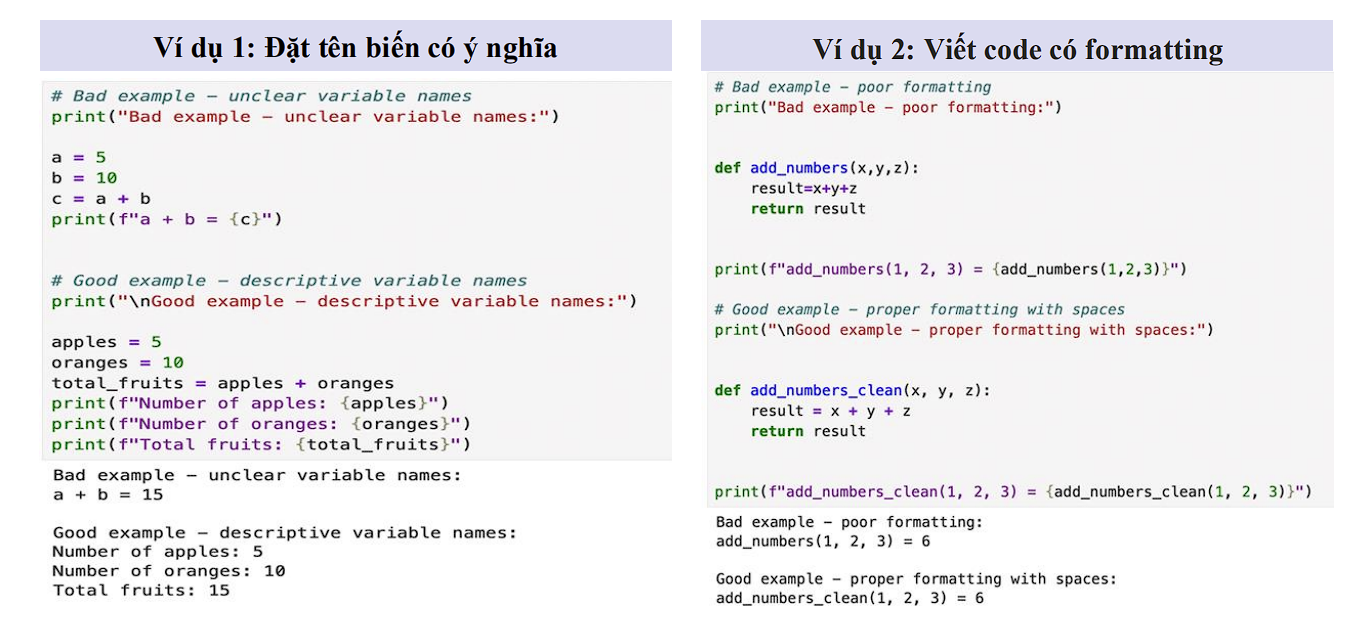 Ví dụ 1: Đặt tên biến có ý nghĩa
# Bad example – unclear variable names
print("Bad example – unclear variable names:")
a = 5
b = 10
c = a + b
print(f"a + b = {c}")
# Good example – descriptive variable names
print("\nGood example – descriptive variable names:")
apples = 5
oranges = 10
total_fruits = apples + oranges
print(f"Number of apples: {apples}")
print(f"Number of oranges: {oranges}")
print(f"Total fruits: {total_fruits}")
Bad example – unclear variable names:
a + b = 15
Good example – descriptive variable names:
Number of apples: 5
Number of oranges: 10
Total fruits: 15
Ví dụ 2: Viết code có formatting
# Bad example – poor formatting
print("Bad example – poor formatting:")
def add_numbers(x,y,z):
    result=x+y+z
    return result
print(f"add_numbers(1, 2, 3) = {add_numbers(1,2,3)}")
# Good example – proper formatting with spaces
print("\nGood example – proper formatting with spaces:")
def add_numbers_clean(x, y, z):
    result = x + y + z
    return result
print(f"add_numbers_clean(1, 2, 3) = {add_numbers_clean(1, 2, 3)}")
Bad example – poor formatting:
add_numbers(1, 2, 3) = 6
Good example – proper formatting with spaces:
add_numbers_clean(1, 2, 3) = 6